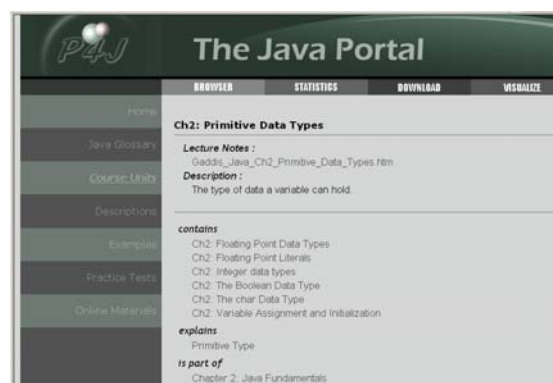 P4J
The Java Portal
BROWSER STATISTICS DOWNLOAD VISUALIZE
Home
Java Glossary
Course Units
Descriptions
Examples
Practice Tests
Online Materials
Ch2: Primitive Data Types
Lecture Notes :
Gaddis_Java_Ch2_Primitive_Data_Types.htm
Description :
The type of data a variable can hold.
contains
Ch2: Floating Point Data Types
Ch2: Floating Point Literals
Ch2: Integer data types
Ch2: The Boolean Data Type
Ch2: The char Data Type
Ch2: Variable Assignment and Initialization
explains
Primitive Type
is part of
Chapter 2: Java Fundamentals